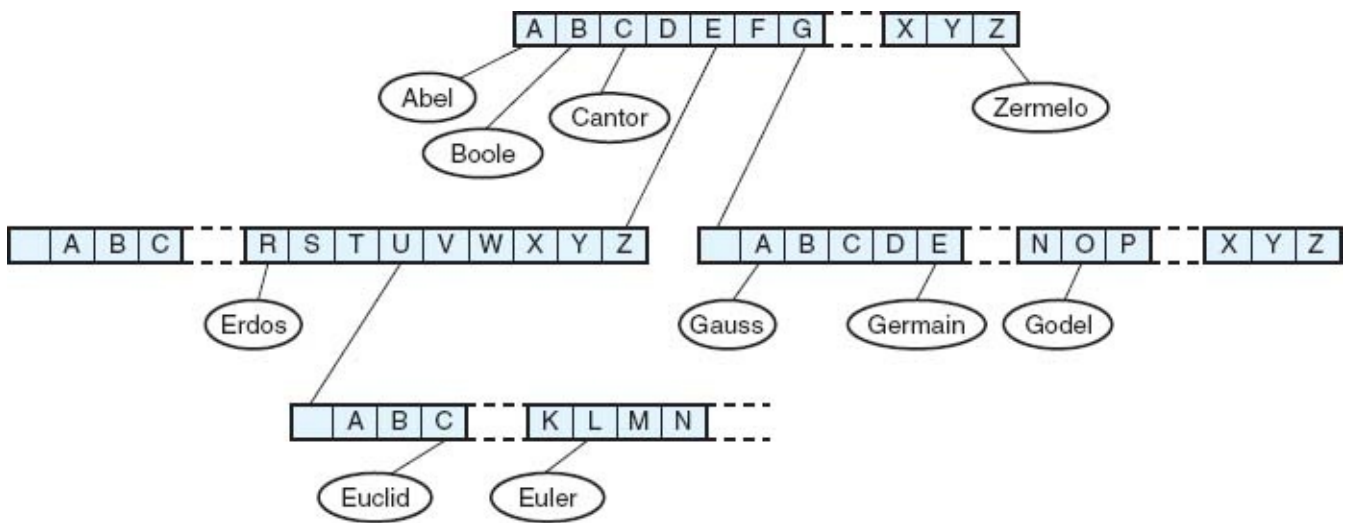 A B C D E F G X Y Z
Abel
Cantor
Zermelo
Boole
A B C R S T U V W X Y Z A B C D E N O P X Y Z
Erdos Gauss Germain Godel
A B C K L M N
Euclid Euler